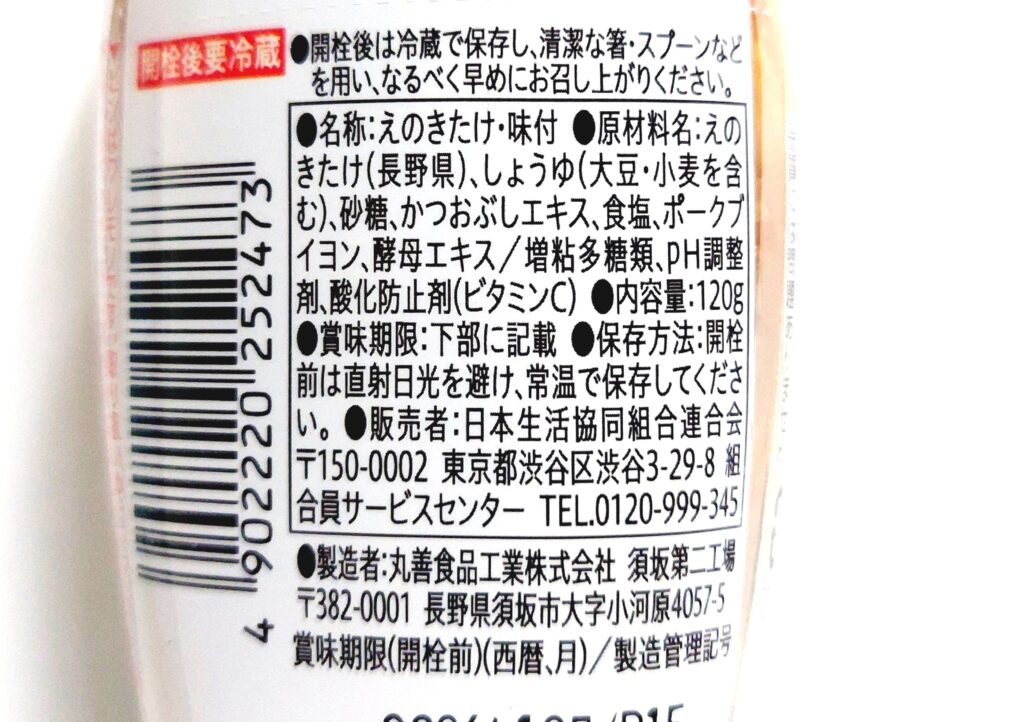 開栓後要冷蔵
●開栓後は冷蔵で保存し、清潔な箸・スプーンなど
を用い、なるべく早めにお召し上がりください。
●名称:えのきたけ・味付 ●原材料名:えの
きたけ(長野県)、しょうゆ(大豆・小麦を含
む)、砂糖、かつおぶしエキス、食塩、ポークブ
イヨン、酵母エキス/増粘多糖類、pH調整
剤、酸化防止剤(ビタミンC) ●内容量:120g
●賞味期限:下部に記載 ●保存方法:開栓
前は直射日光を避け、常温で保存してくださ
い。●販売者:日本生活協同組合連合会
〒150-0002 東京都渋谷区渋谷3-29-8 組
合員サービスセンター TEL.0120-999-345
●製造者:丸善食品工業株式会社 須坂第二工場
〒382-0001 長野県須坂市大字小河原4057-5
賞味期限(開栓前)(西暦、月)/製造管理記号
4 902220 252473